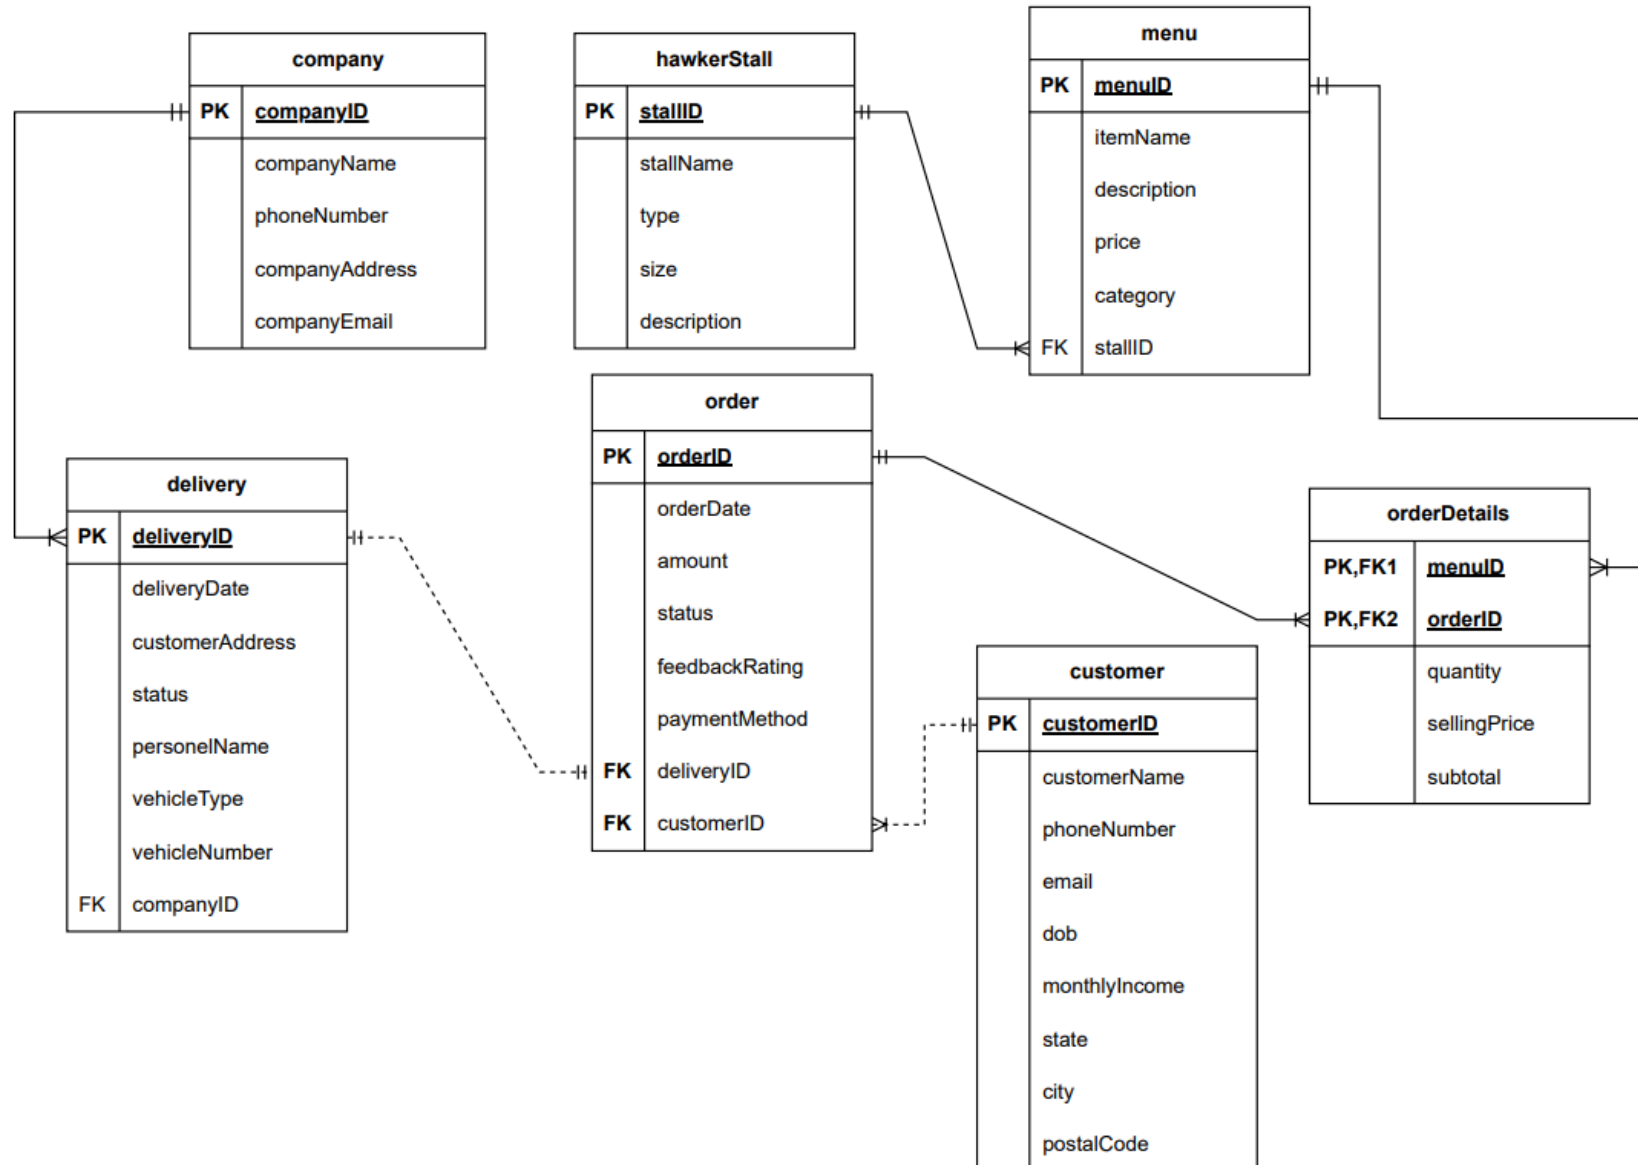 company
PK companyID
companyName
phoneNumber
companyAddress
companyEmail
hawkerStall
PK stallID
stallName
type
size
description
menu
PK menuID
itemName
description
price
category
FK stallID
delivery
PK deliveryID
deliveryDate
customerAddress
status
personelName
vehicleType
vehicleNumber
FK companyID
order
PK orderID
orderDate
amount
status
feedbackRating
paymentMethod
FK deliveryID
FK customerID
orderDetails
PK,FK1 menuID
PK,FK2 orderID
quantity
sellingPrice
subtotal
customer
PK customerID
customerName
phoneNumber
email
dob
monthlyIncome
state
city
postalCode